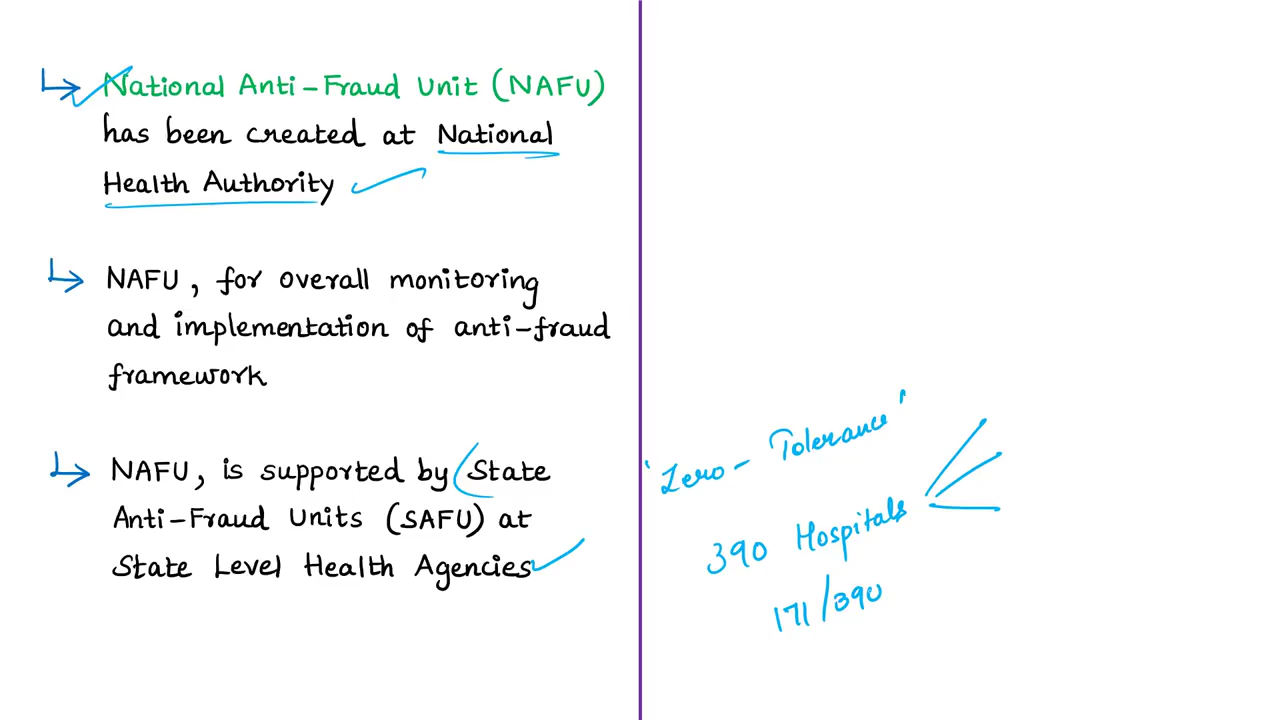 National Anti-Fraud Unit (NAFU)
has been created at National
Health Authority
NAFU, for overall monitoring
and implementation of anti-fraud
framework
NAFU, is supported by (State
Anti-Fraud Units (SAFU) at
State Level Health Agencies
'Zero-Tolerance'
390 Hospitals
171/390